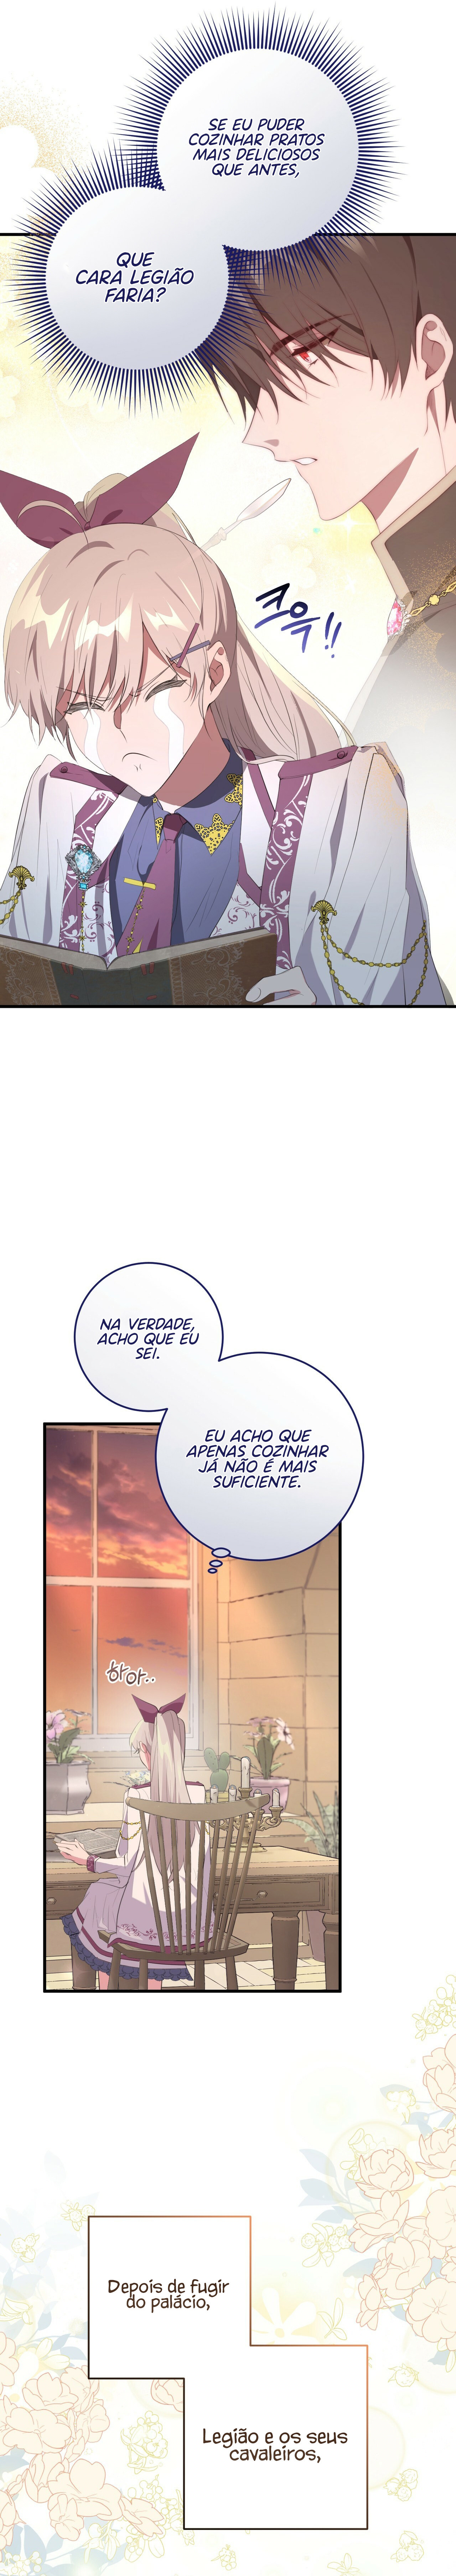 SE EU PUDER
COZINHAR PRATOS
MAIS DELICIOSOS
QUE ANTES,
QUE
CARA LEGIÃO
FARIA?
NA VERDADE,
ACHO QUE EU
SEI.
EU ACHO QUE
APENAS COZINHAR
JÁ NÃO É MAIS
SUFICIENTE.
하아..
Depois de fugir
do palácio,
Legião e os seus
cavaleiros,